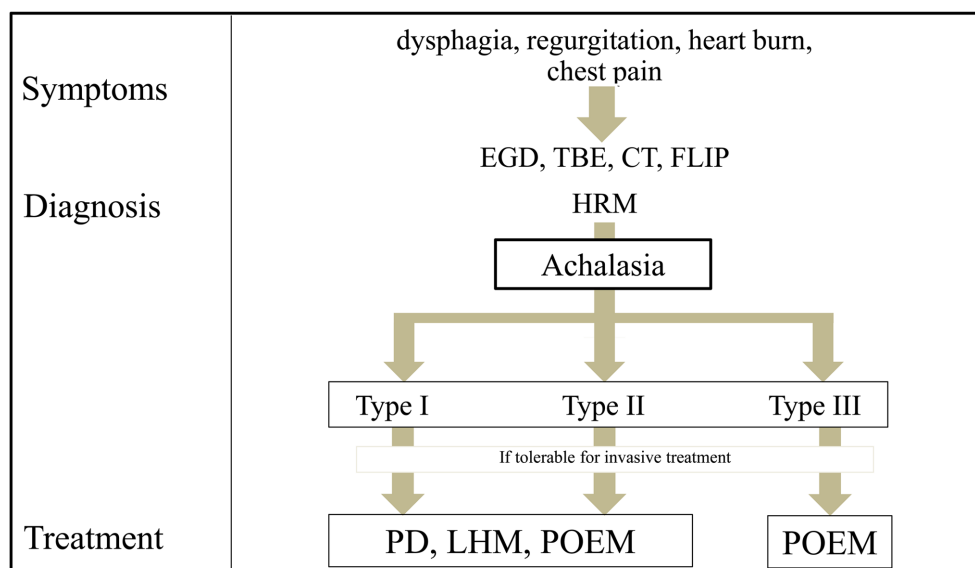 Symptoms
dysphagia, regurgitation, heart burn,
chest pain
EGD, TBE, CT, FLIP
Diagnosis
HRM
Achalasia
Type I
Type II
Type III
If tolerable for invasive treatment
Treatment
PD, LHM, POEM
POEM